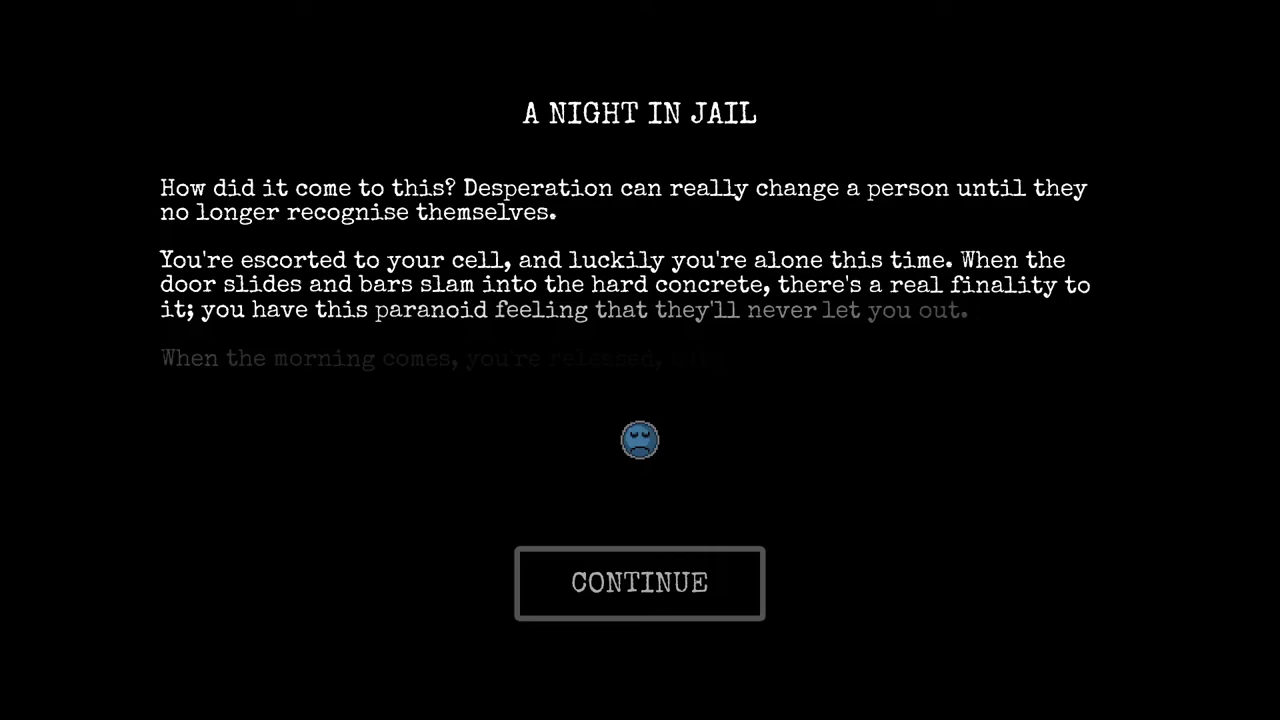 A NIGHT IN JAIL
How did it come to this? Desperation can really change a person until they
no longer recognise themselves.
You're escorted to your cell, and luckily you're alone this time. When the
door slides and bars slam into the hard concrete, there's a real finality to
it; you have this paranoid feeling that they'll never let you out.
When the morning comes, you're released,
CONTINUE